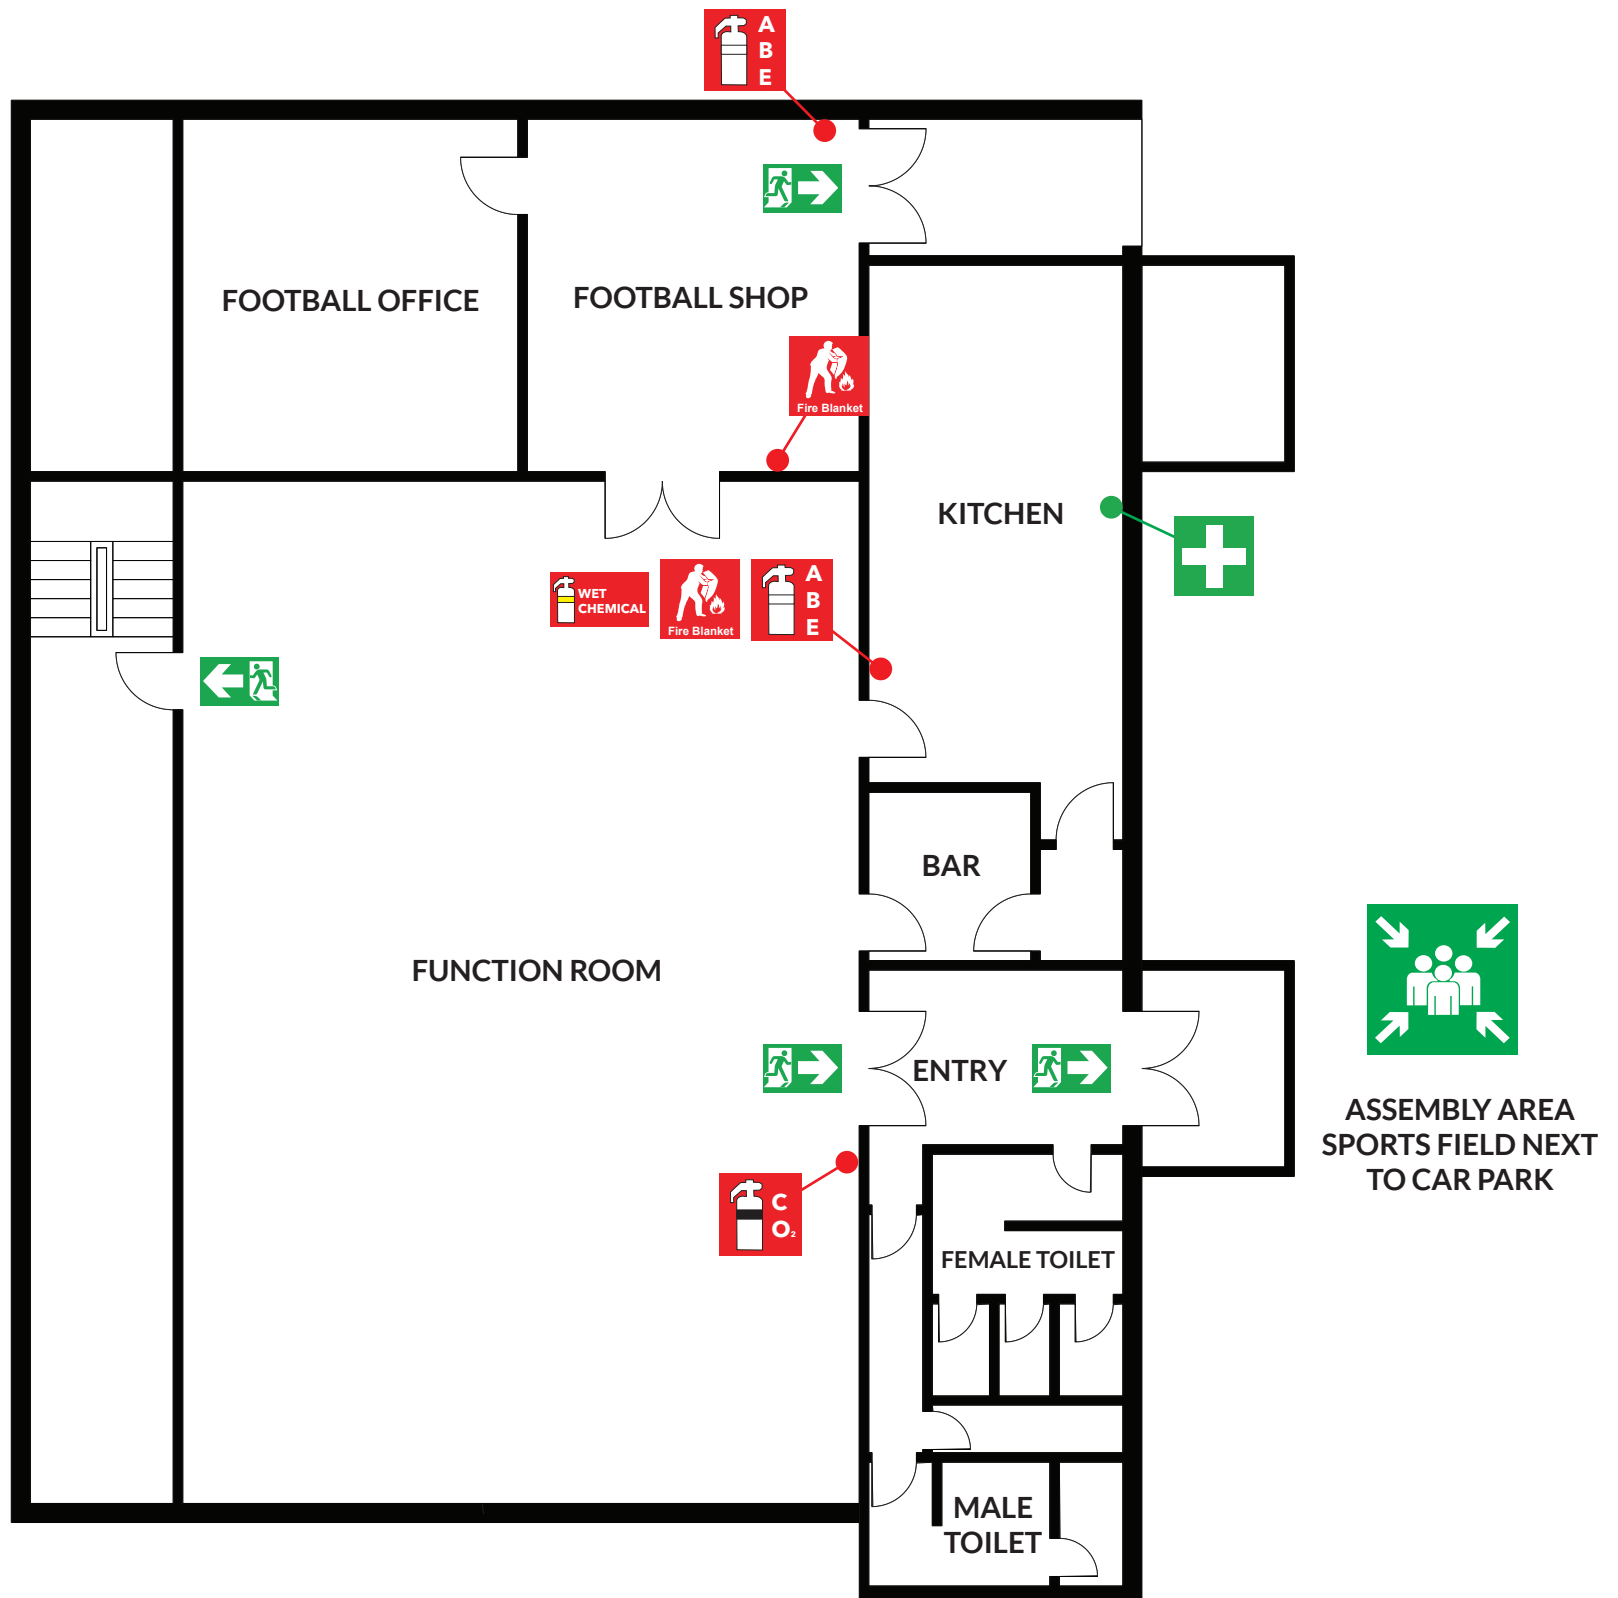 A
B
E
FOOTBALL OFFICE
FOOTBALL SHOP
Fire Blanket
KITCHEN
WET
CHEMICAL
Fire Blanket
A
B
E
BAR
FUNCTION ROOM
ENTRY
ASSEMBLY AREA
SPORTS FIELD NEXT
TO CAR PARK
C
O₂
FEMALE TOILET
MALE
TOILET